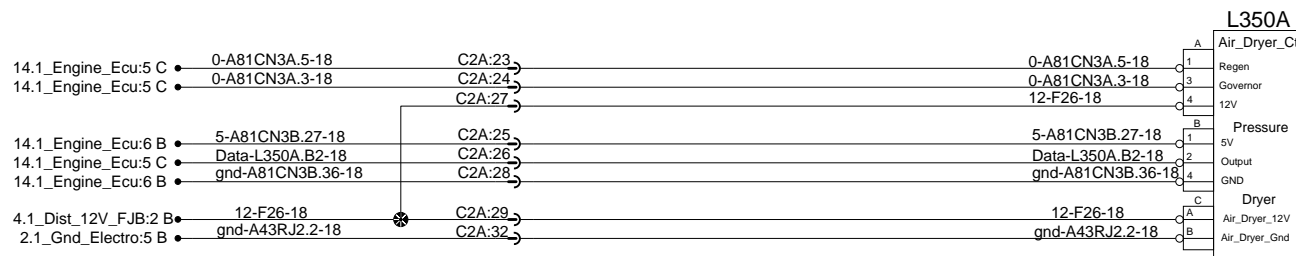 L350A
A Air_Dryer_Ct
14.1_Engine_Ecu:5 C 0-A81CN3A.5-18 C2A:23 0-A81CN3A.5-18 1 Regen
14.1_Engine_Ecu:5 C 0-A81CN3A.3-18 C2A:24 0-A81CN3A.3-18 3 Governor
C2A:27 12-F26-18 4 12V
B Pressure
14.1_Engine_Ecu:6 B 5-A81CN3B.27-18 C2A:25 5-A81CN3B.27-18 1 5V
14.1_Engine_Ecu:5 C Data-L350A.B2-18 C2A:26 Data-L350A.B2-18 2 Output
14.1_Engine_Ecu:6 B gnd-A81CN3B.36-18 C2A:28 gnd-A81CN3B.36-18 4 GND
C Dryer
4.1_Dist_12V_FJB:2 B 12-F26-18 C2A:29 12-F26-18 A Air_Dryer_12V
2.1_Gnd_Electro:5 B gnd-A43RJ2.2-18 C2A:32 gnd-A43RJ2.2-18 B Air_Dryer_Gnd